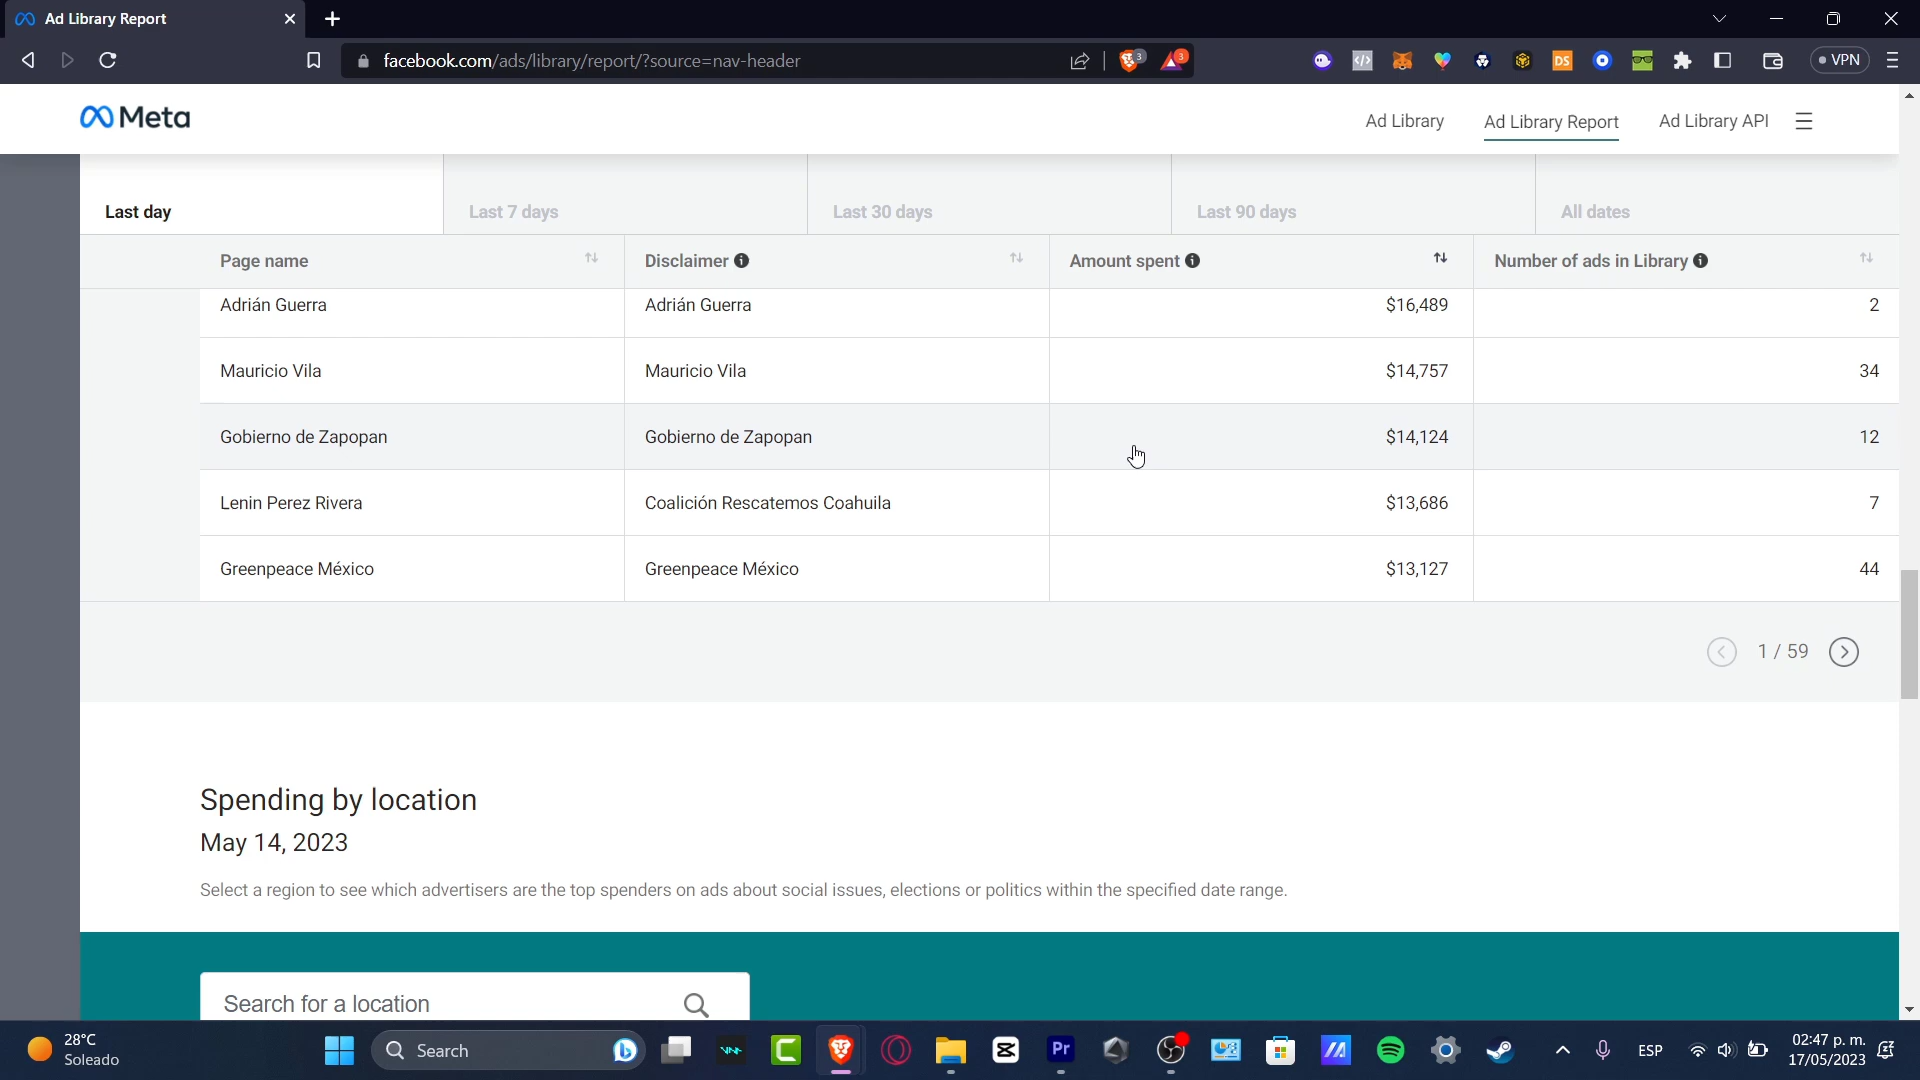 Ad Library Report
facebook.com/ads/library/report/?source=nav-header
3
3
DS
VPN
Meta
Ad Library
Ad Library Report
Ad Library API
Last day
Last 7 days
Last 30 days
Last 90 days
All dates
Page name
Disclaimer
Amount spent
Number of ads in Library
Adrián Guerra
Adrián Guerra
$16,489
2
Mauricio Vila
Mauricio Vila
$14,757
34
Gobierno de Zapopan
Gobierno de Zapopan
$14,124
12
Lenin Perez Rivera
Coalición Rescatemos Coahuila
$13,686
7
Greenpeace México
Greenpeace México
$13,127
44
1 / 59
Spending by location
May 14, 2023
Select a region to see which advertisers are the top spenders on ads about social issues, elections or politics within the specified date range.
Search for a location
28°C
Soleado
Search
Pr
ESP
02:47 p. m.
17/05/2023